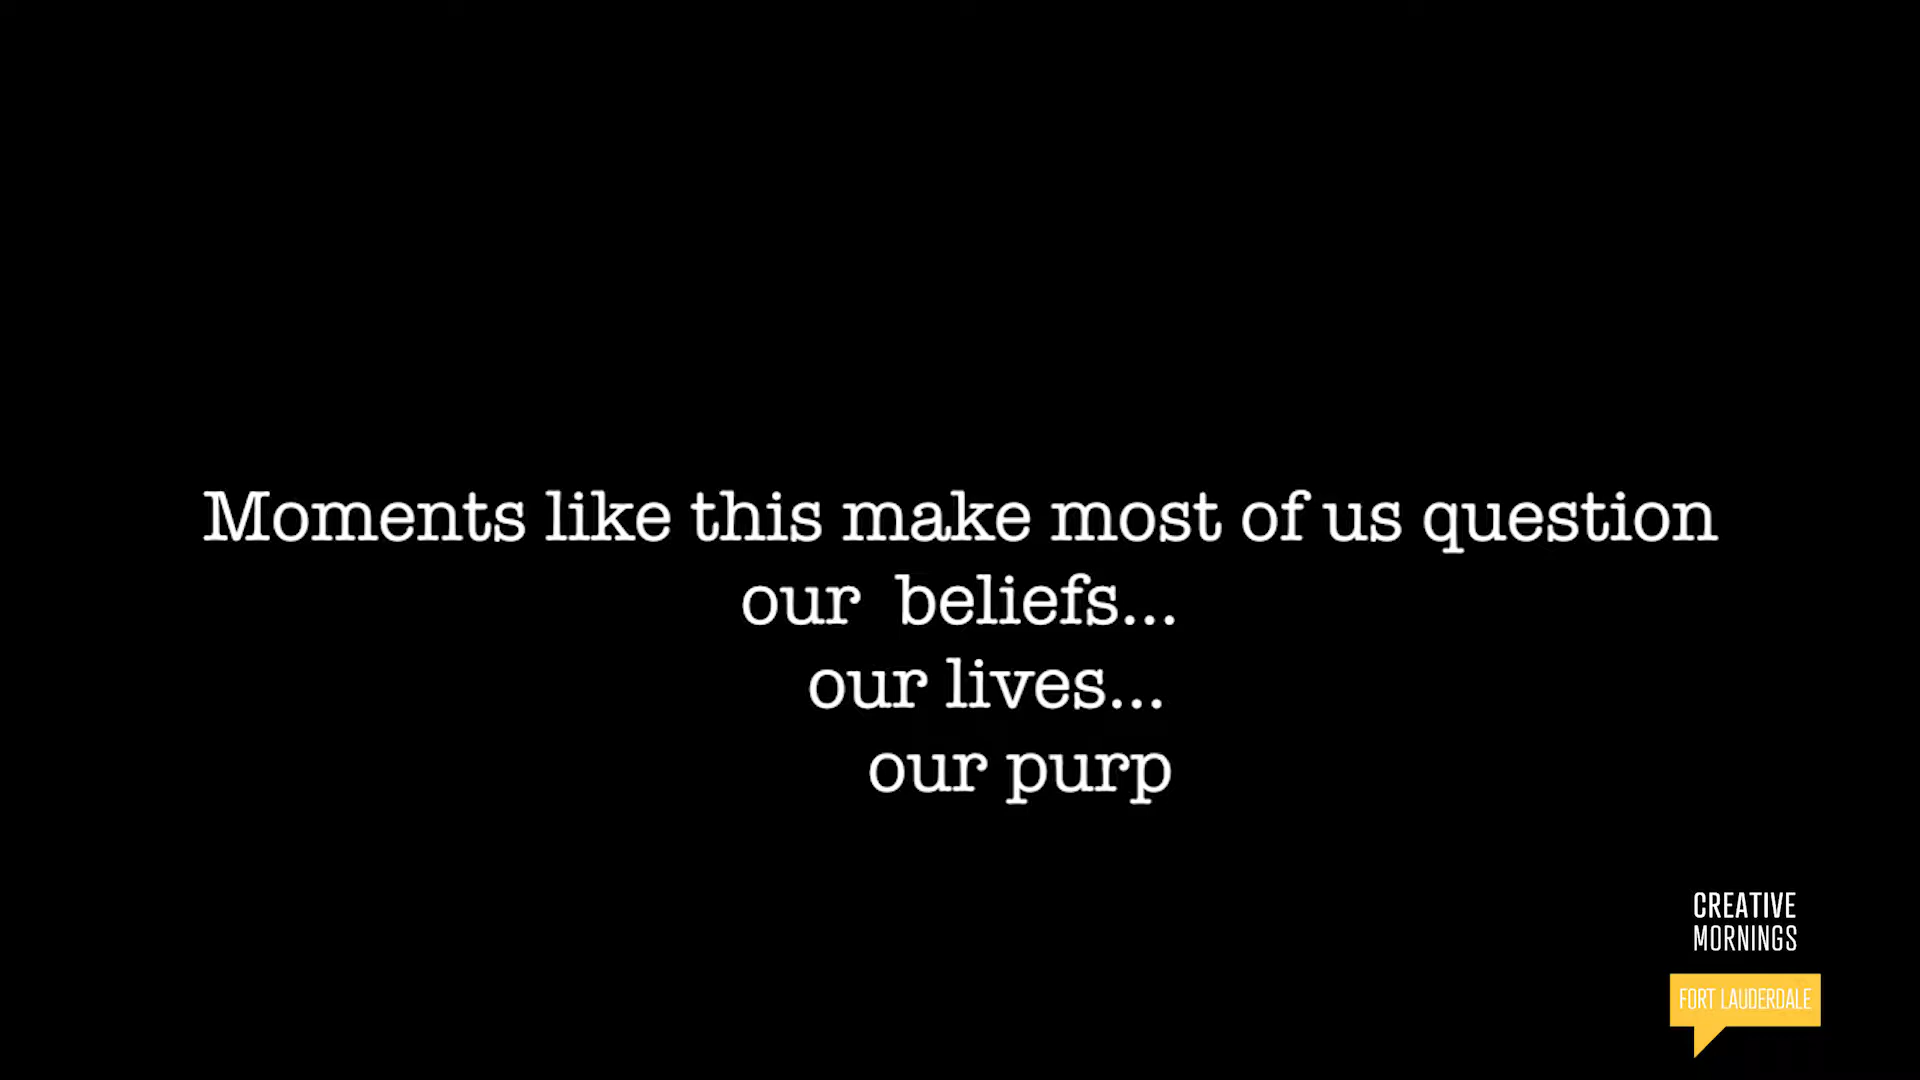 Moments like this make most of us question
our  beliefs...
our lives...
our purp
CREATIVE
MORNINGS
FORT LAUDERDALE